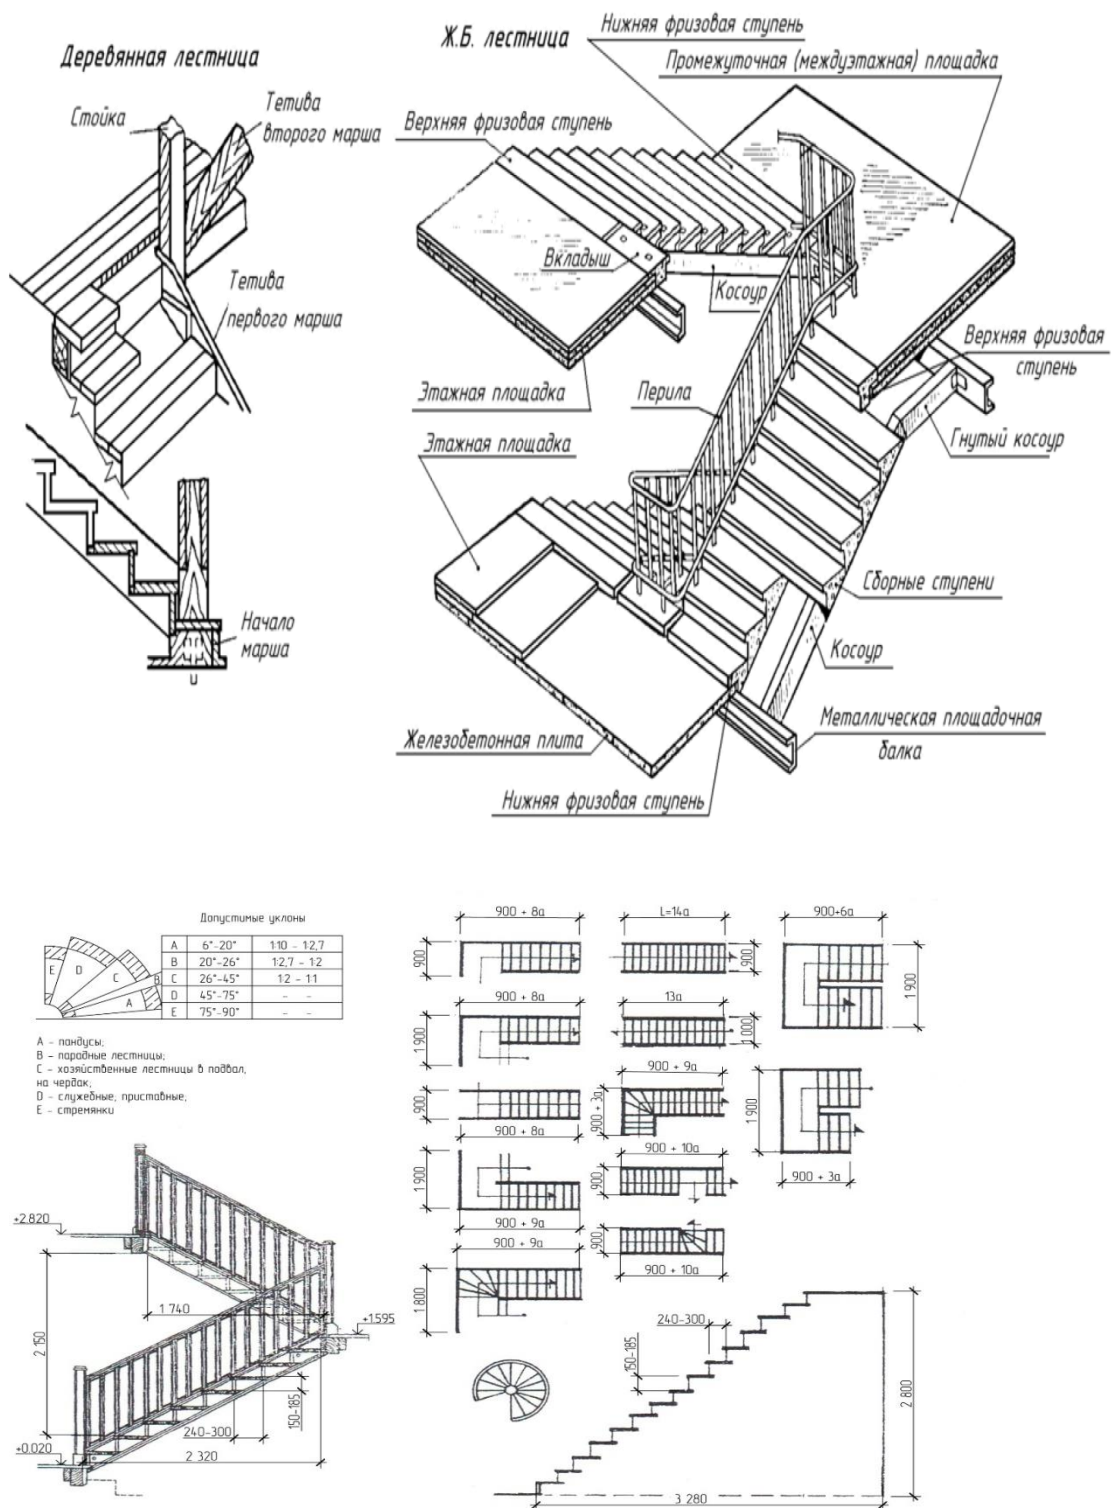 Деревянная лестница
Стойка
Тетива
второго марша
Тетива
первого марша
Начало
марша
Ж.Б. лестница
Нижняя фризовая ступень
Промежуточная (междуэтажная) площадка
Верхняя фризовая ступень
Вкладыш
Косоур
Верхняя фризовая
ступень
Этажная площадка
Перила
Гнутый косоур
Этажная площадка
Сборные ступени
Косоур
Металлическая площадочная
балка
Железобетонная плита
Нижняя фризовая ступень
Допустимые уклоны
A 6°-20° 1:10 - 1:2,7
B 20°-26° 1:2,7 - 1:2
C 26°-45° 1:2 - 1:1
D 45°-75° - -
E 75°-90° - -
E
D
C
B
A
A - пандусы;
B - парадные лестницы;
C - хозяйственные лестницы в подвал,
на чердак;
D - служебные, приставные;
E - стремянки
+2.820
1 740
+1.595
2 150
150-185
240-300
+0.020
2 320
900 + 8a
900
900 + 8a
1 900
900
900 + 8a
1 900
900 + 9a
900 + 9a
1 800
L=14a
900
13a
1 000
900 + 9a
900 + 3a
900 + 10a
900
900
900 + 10a
900+6a
1 900
1 900
900 + 3a
240-300
150-185
2 800
3 280